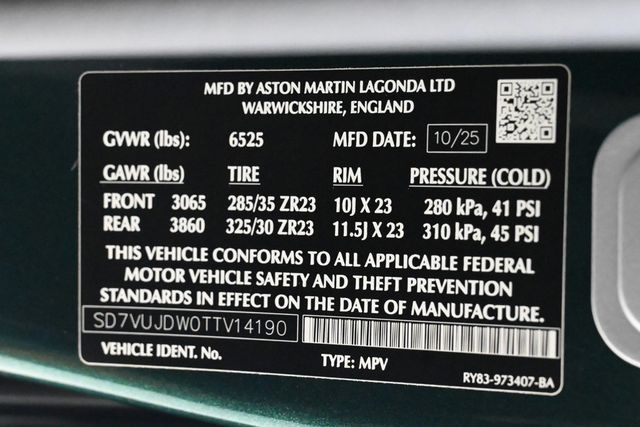 MFD BY ASTON MARTIN LAGONDA LTD
WARWICKSHIRE, ENGLAND
GVWR (lbs): 6525 MFD DATE: 10/25
GAWR (lbs) TIRE RIM PRESSURE (COLD)
FRONT 3065 285/35 ZR23 10J X 23 280 kPa, 41 PSI
REAR 3860 325/30 ZR23 11.5J X 23 310 kPa, 45 PSI
THIS VEHICLE CONFORMS TO ALL APPLICABLE FEDERAL
MOTOR VEHICLE SAFETY AND THEFT PREVENTION
STANDARDS IN EFFECT ON THE DATE OF MANUFACTURE.
SD7VUJDW0TTV14190
VEHICLE IDENT. No. TYPE: MPV
RY83-973407-BA